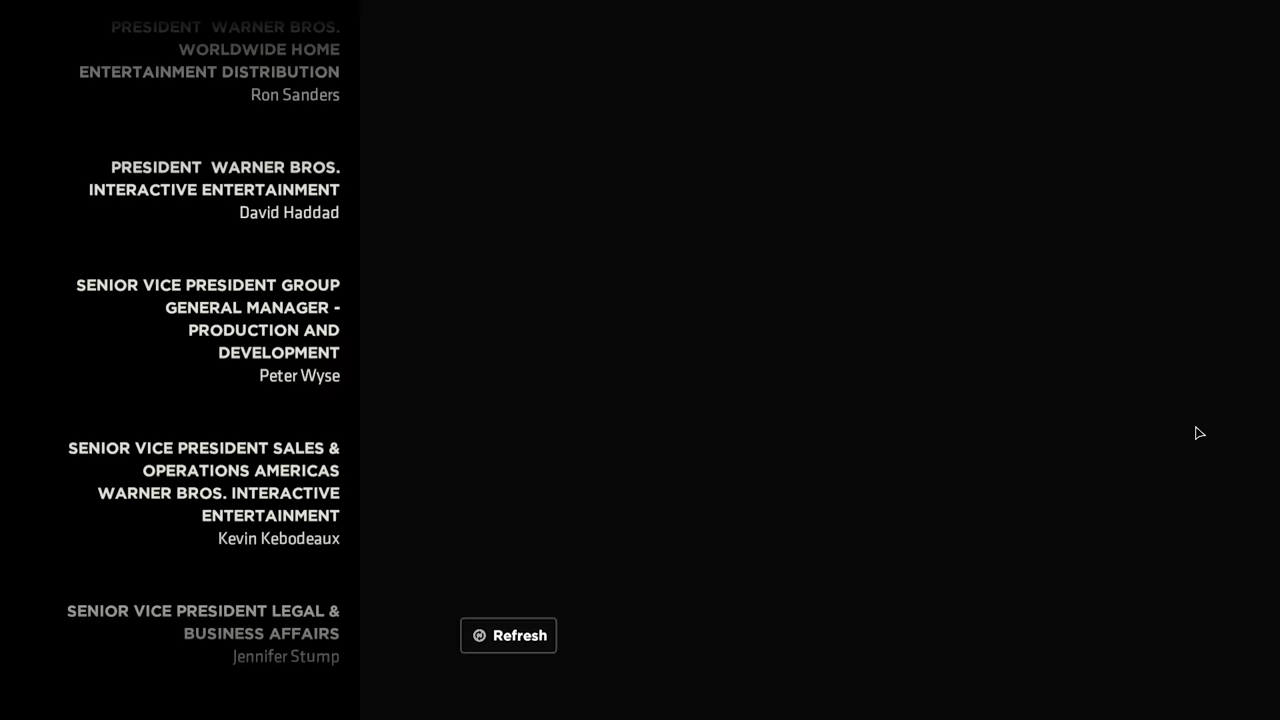 PRESIDENT  WARNER BROS.
WORLDWIDE HOME
ENTERTAINMENT DISTRIBUTION
Ron Sanders
PRESIDENT  WARNER BROS.
INTERACTIVE ENTERTAINMENT
David Haddad
SENIOR VICE PRESIDENT GROUP
GENERAL MANAGER -
PRODUCTION AND
DEVELOPMENT
Peter Wyse
SENIOR VICE PRESIDENT SALES &
OPERATIONS AMERICAS
WARNER BROS. INTERACTIVE
ENTERTAINMENT
Kevin Kebodeaux
SENIOR VICE PRESIDENT LEGAL &
BUSINESS AFFAIRS
Jennifer Stump
Refresh